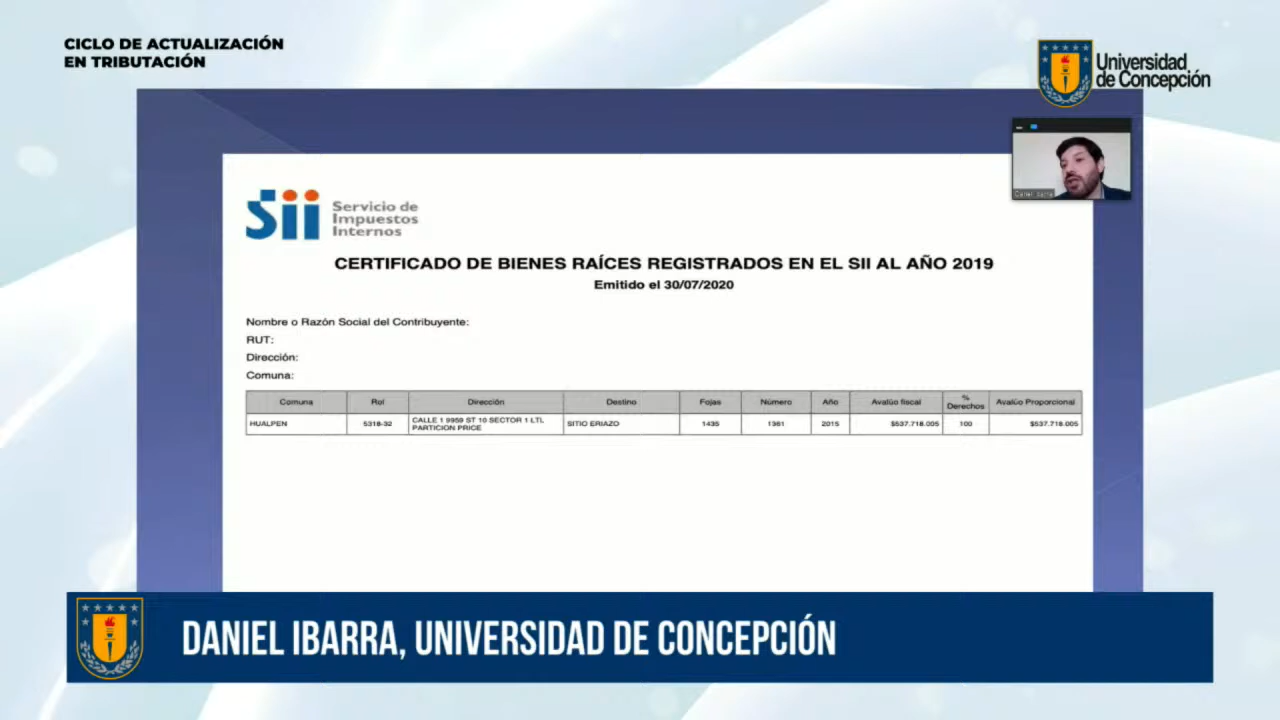 CICLO DE ACTUALIZACIÓN
EN TRIBUTACIÓN
Universidad
de Concepción
Daniel Ibarra
Sii Servicio de
Impuestos
Internos
CERTIFICADO DE BIENES RAÍCES REGISTRADOS EN EL SII AL AÑO 2019
Emitido el 30/07/2020
Nombre o Razón Social del Contribuyente:
RUT:
Dirección:
Comuna:
Comuna Rol Dirección Destino Fojas Número Año Avalúo fiscal % Derechos Avalúo Proporcional
HUALPEN 5318-32 CALLE 1 9959 ST 10 SECTOR 1 LTI. PARTICION PRICE SITIO ERIAZO 1435 1361 2015 $537.718.005 100 $537.718.005
DANIEL IBARRA, UNIVERSIDAD DE CONCEPCIÓN